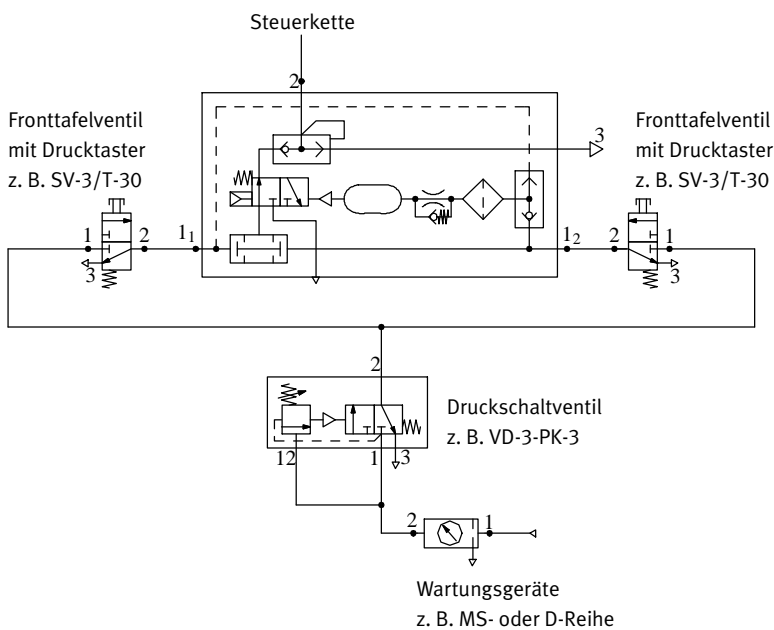 Steuerkette
2
Fronttafelventil
mit Drucktaster
z. B. SV-3/T-30
3
Fronttafelventil
mit Drucktaster
z. B. SV-3/T-30
1 2 1₁ 1₂ 2 1
3 3
2
Druckschaltventil
z. B. VD-3-PK-3
12 1 3
2 1
Wartungsgeräte
z. B. MS- oder D-Reihe